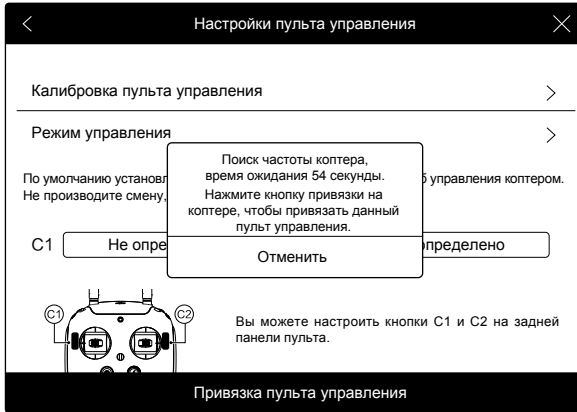 Настройки пульта управления
Калибровка пульта управления
Режим управления
Поиск частоты коптера,
время ожидания 54 секунды.
Нажмите кнопку привязки на
коптере, чтобы привязать данный
пульт управления.
Отменить
По умолчанию установл б управления коптером.
Не производите смену,
C1 Не опре определено
C1 C2
Вы можете настроить кнопки C1 и C2 на задней
панели пульта.
Привязка пульта управления